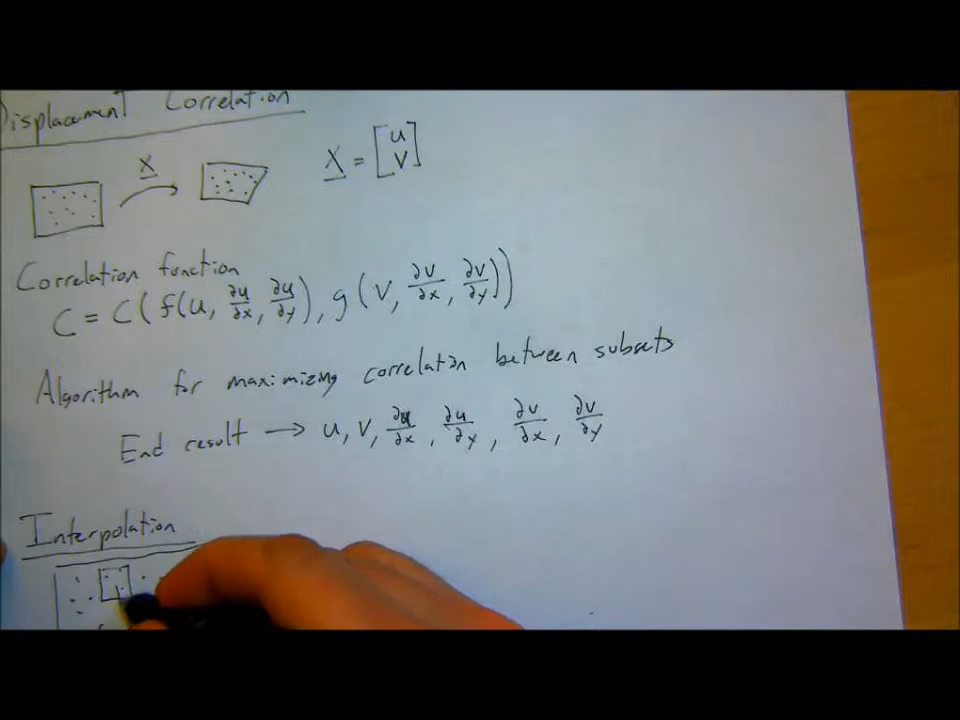 Displacement Correlation
X
X = [u v]
Correlation function
C = C( f(u, ∂u/∂x, ∂u/∂y), g(v, ∂v/∂x, ∂v/∂y))
Algorithm for maximizing correlation between subsets
End result → u, v, ∂u/∂x, ∂u/∂y, ∂v/∂x, ∂v/∂y
Interpolation